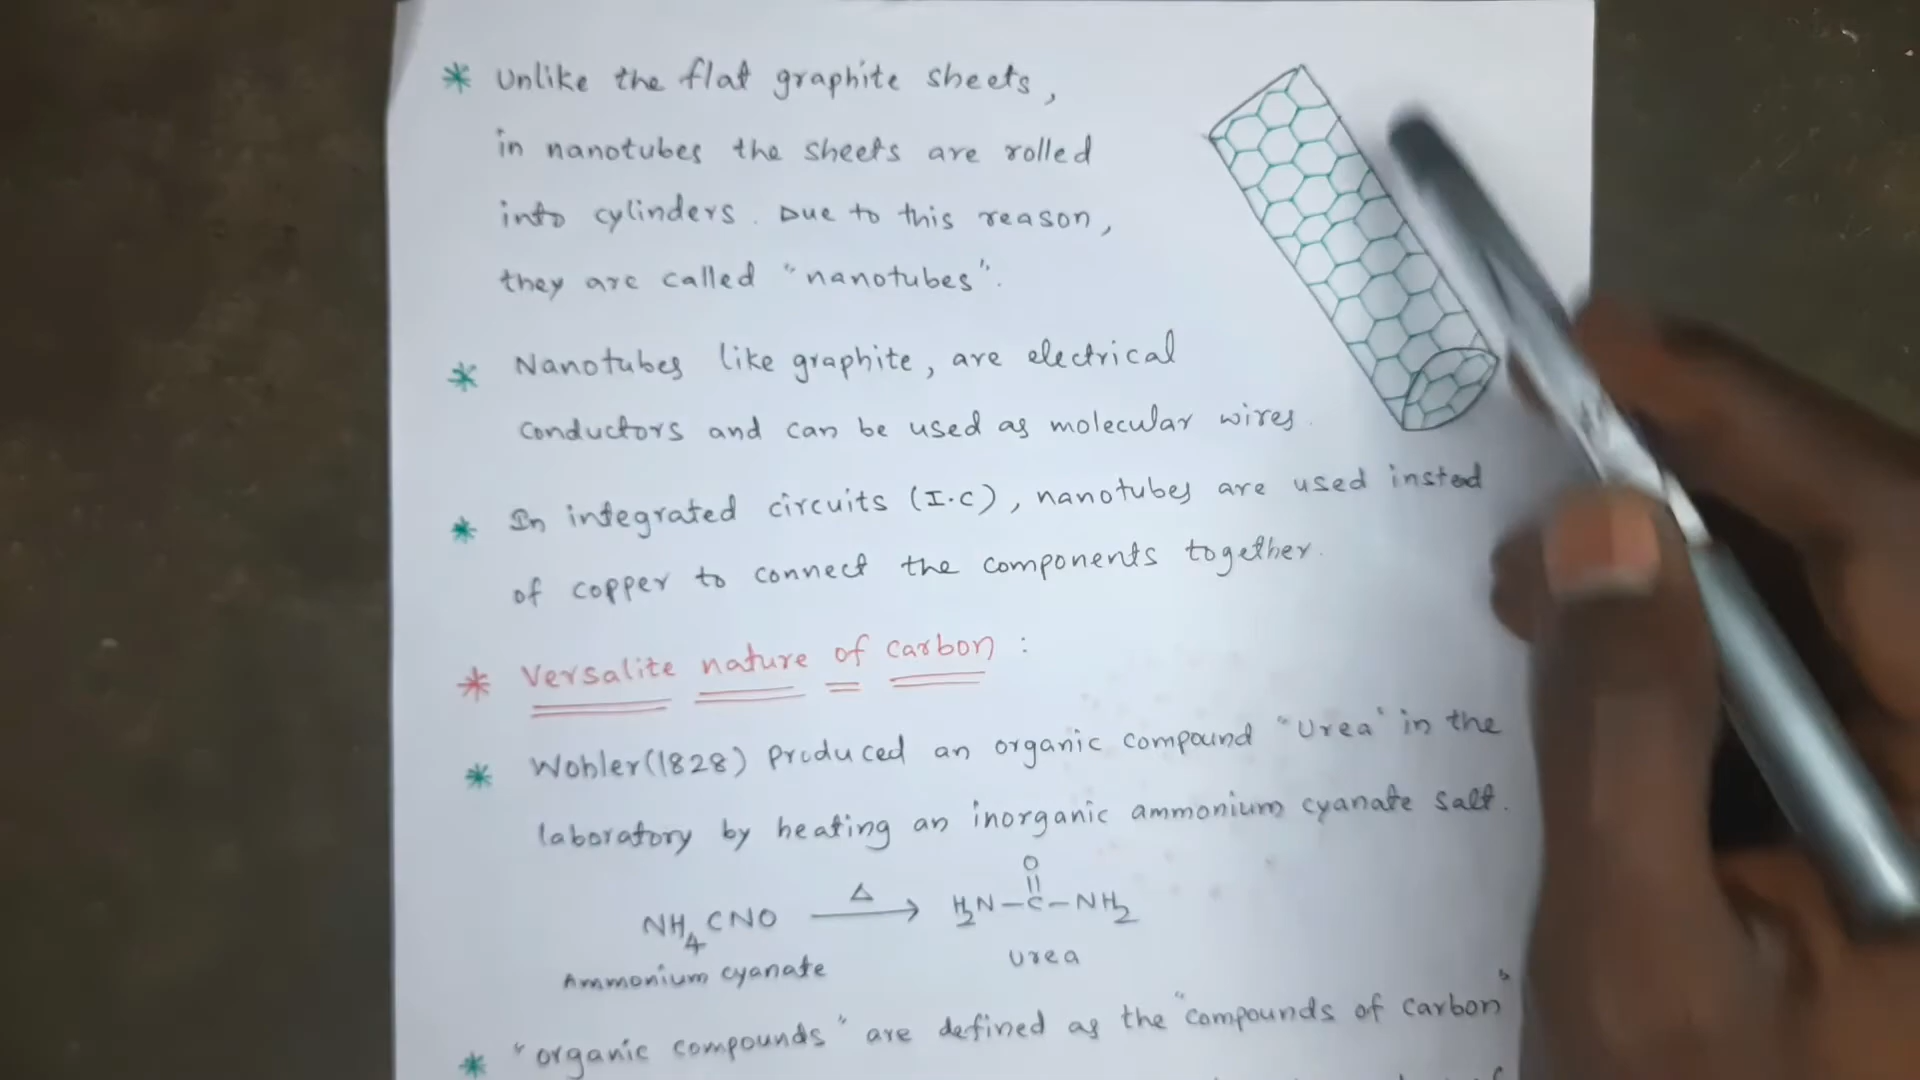 * Unlike the flat graphite sheets,
in nanotubes the sheets are rolled
into cylinders. Due to this reason,
they are called "nanotubes".
* Nanotubes like graphite, are electrical
conductors and can be used as molecular wires.
* In integrated circuits (I.C), nanotubes are used insted
of copper to connect the components together.
* Versalite nature of carbon :
* Wohler(1828) produced an organic compound "Urea" in the
laboratory by heating an inorganic ammonium cyanate salt.
O
NH4CNO Δ→ H2N–C–NH2
Ammonium cyanate Urea
* "organic compounds" are defined as the "compounds of carbon"